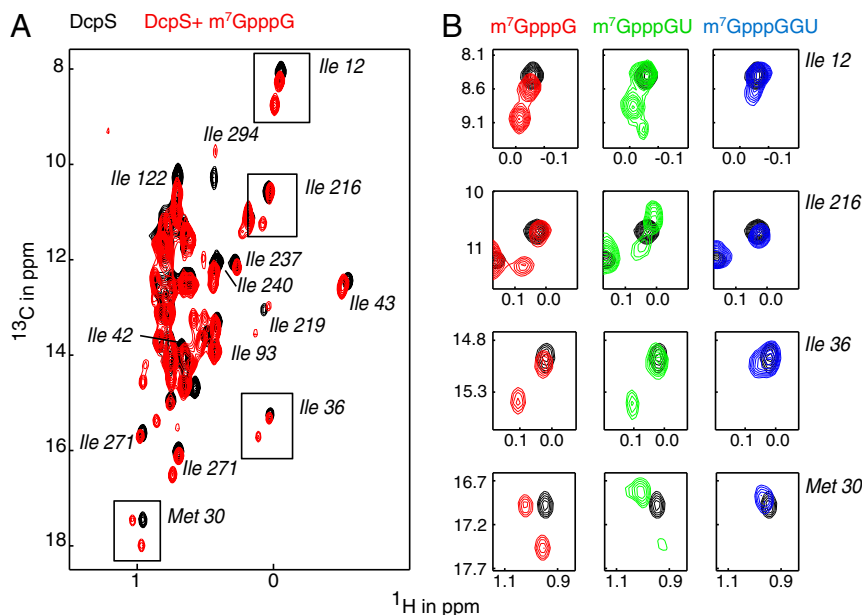 A
DcpS DcpS+ m⁷GpppG
8
10
12
14
16
18
13C in ppm
1 0
¹H in ppm
Ile 12
Ile 294
Ile 122
Ile 216
Ile 237
Ile 240
Ile 43
Ile 219
Ile 42
Ile 93
Ile 36
Ile 271
Ile 271
Met 30
B
m⁷GpppG m⁷GpppGU m⁷GpppGGU
8.1
8.6
9.1
Ile 12
0.0 -0.1 0.0 -0.1 0.0 -0.1
10
11
Ile 216
0.1 0.0 0.1 0.0 0.1 0.0
14.8
15.3
Ile 36
0.1 0.0 0.1 0.0 0.1 0.0
16.7
17.2
17.7
Met 30
1.1 0.9 1.1 0.9 1.1 0.9